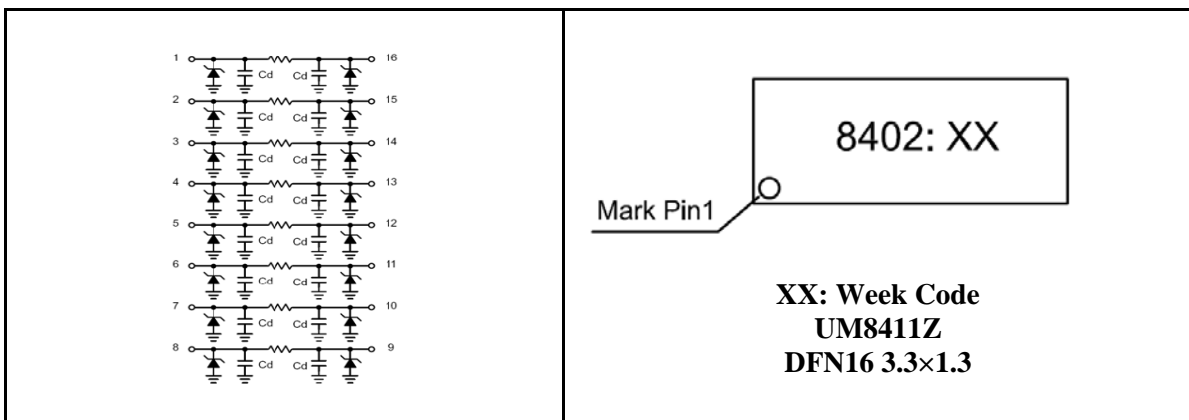 1 16
Cd Cd
2 15
Cd Cd
3 14
Cd Cd
4 13
Cd Cd
5 12
Cd Cd
6 11
Cd Cd
7 10
Cd Cd
8 9
Cd Cd
8402: XX
Mark Pin1
XX: Week Code
UM8411Z
DFN16 3.3×1.3